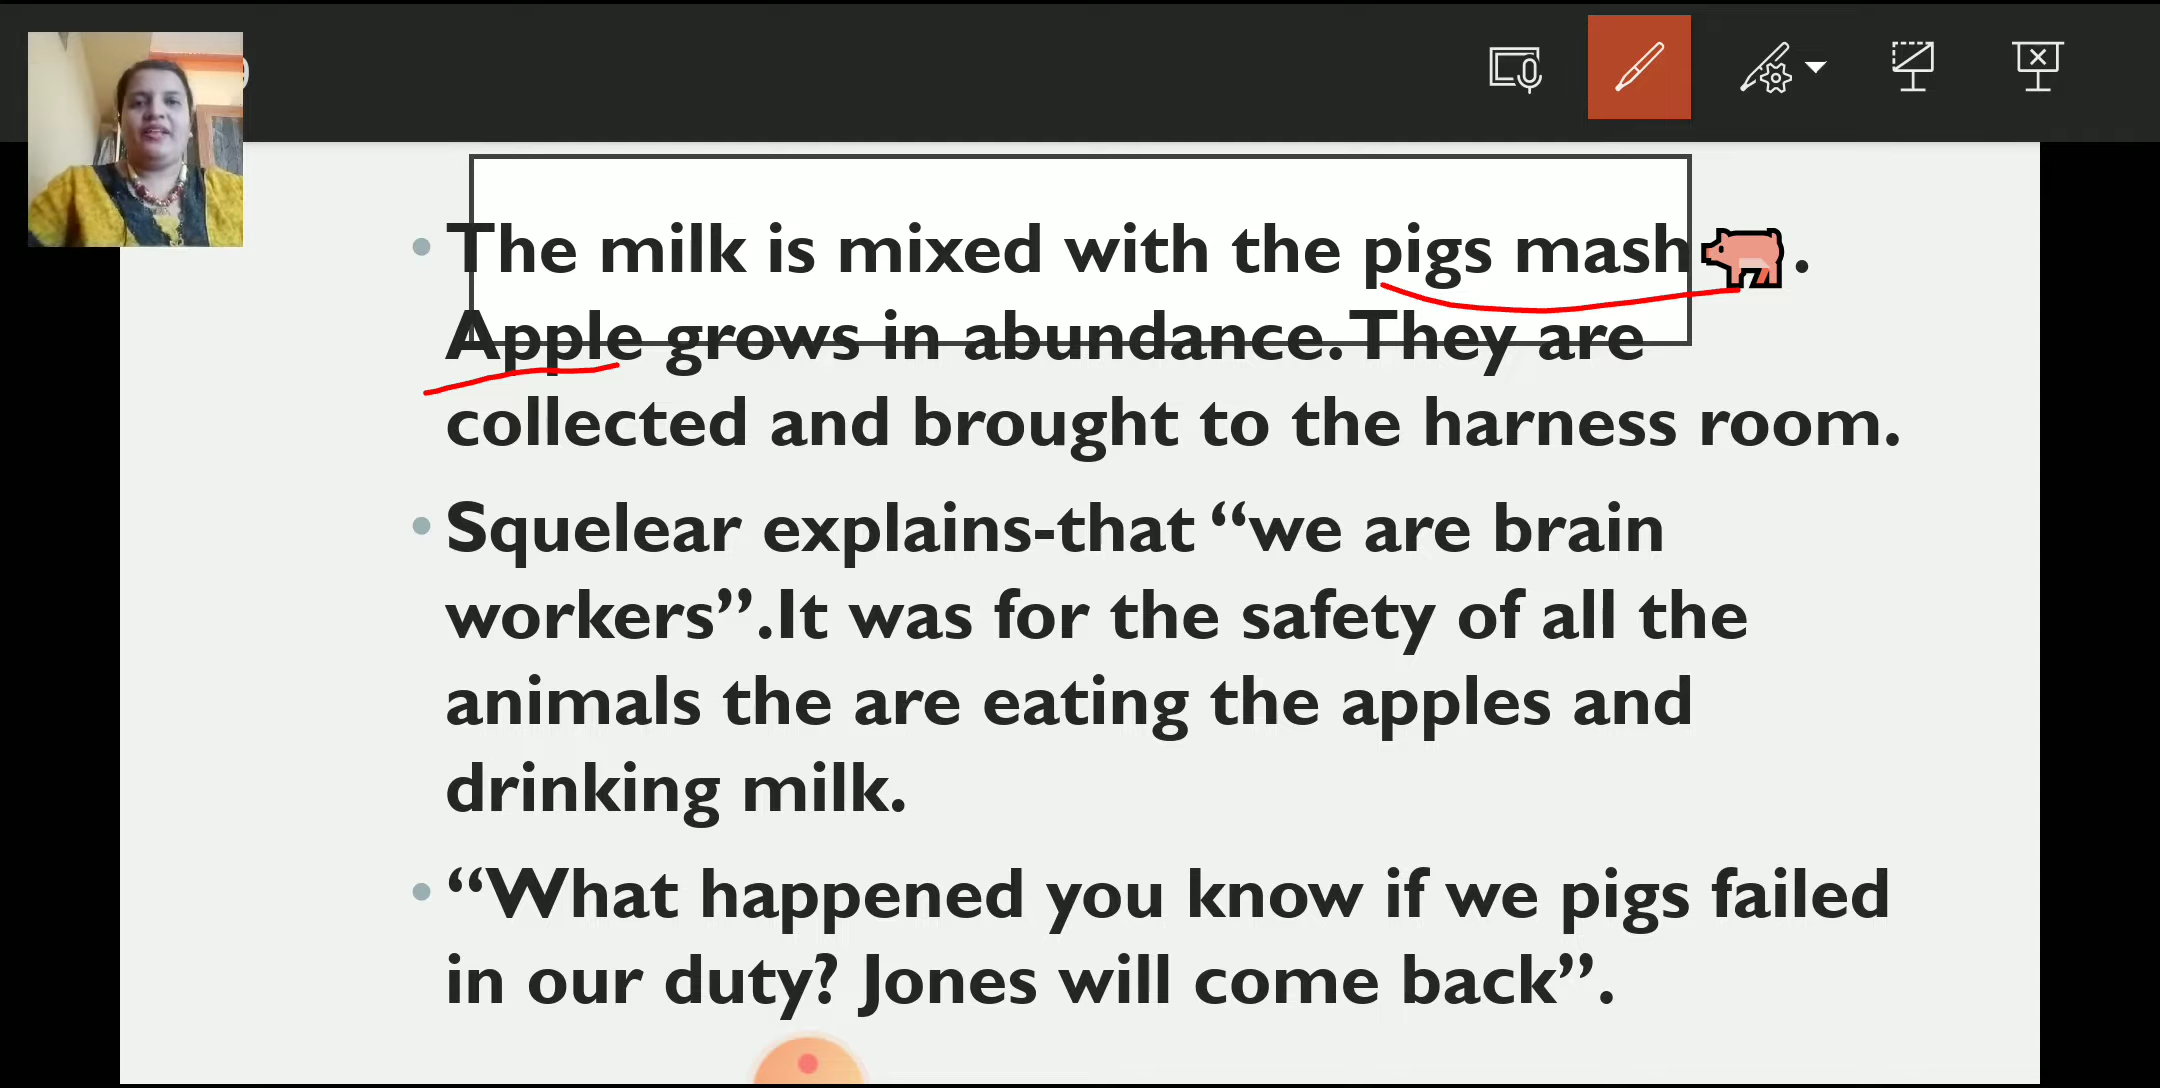 The milk is mixed with the pigs mash .
Apple grows in abundance. They are
collected and brought to the harness room.
Squelear explains-that “we are brain
workers”.It was for the safety of all the
animals the are eating the apples and
drinking milk.
“What happened you know if we pigs failed
in our duty? Jones will come back”.